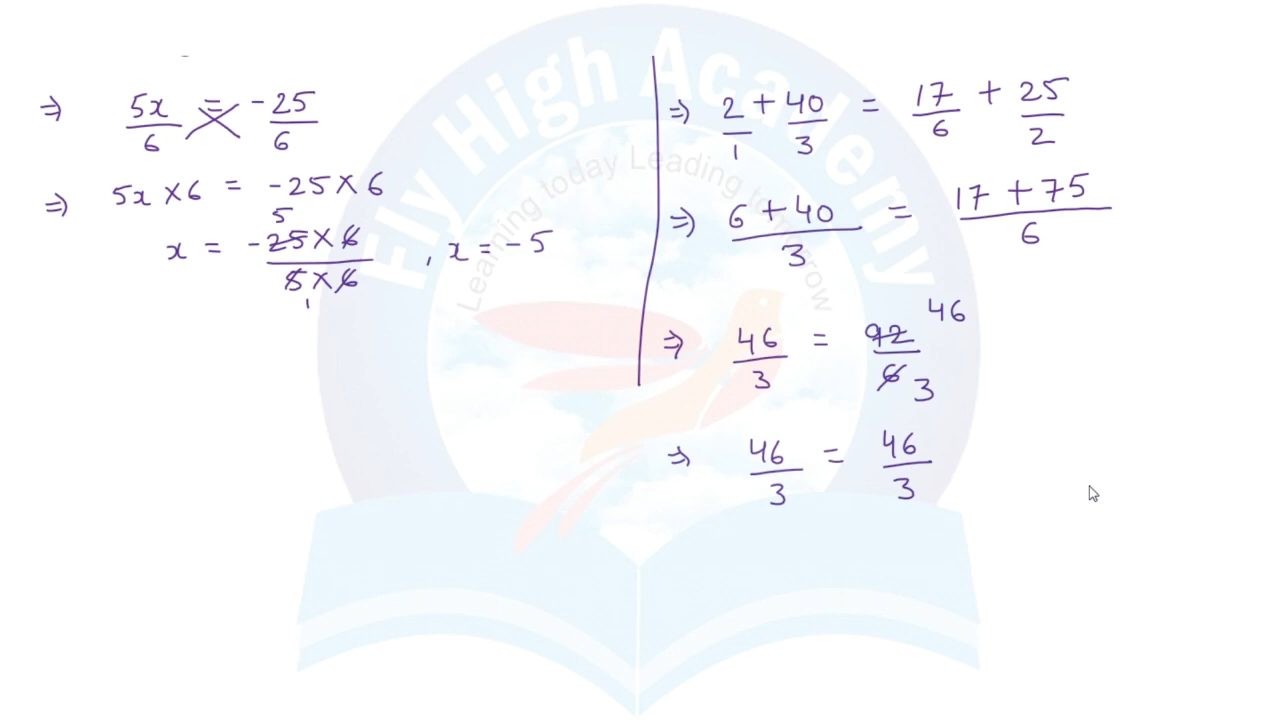 ⇒ 5x/6 = -25/6
⇒ 5x × 6 = -25 × 6
5
x = -25 × 6 / 5 × 6 , x = -5
1
⇒ 2/1 + 40/3 = 17/6 + 25/2
⇒ 6 + 40 / 3 = 17 + 75 / 6
⇒ 46/3 = 92/6 46 3
⇒ 46/3 = 46/3
Fly High Academy
Learning today Leading tomorrow